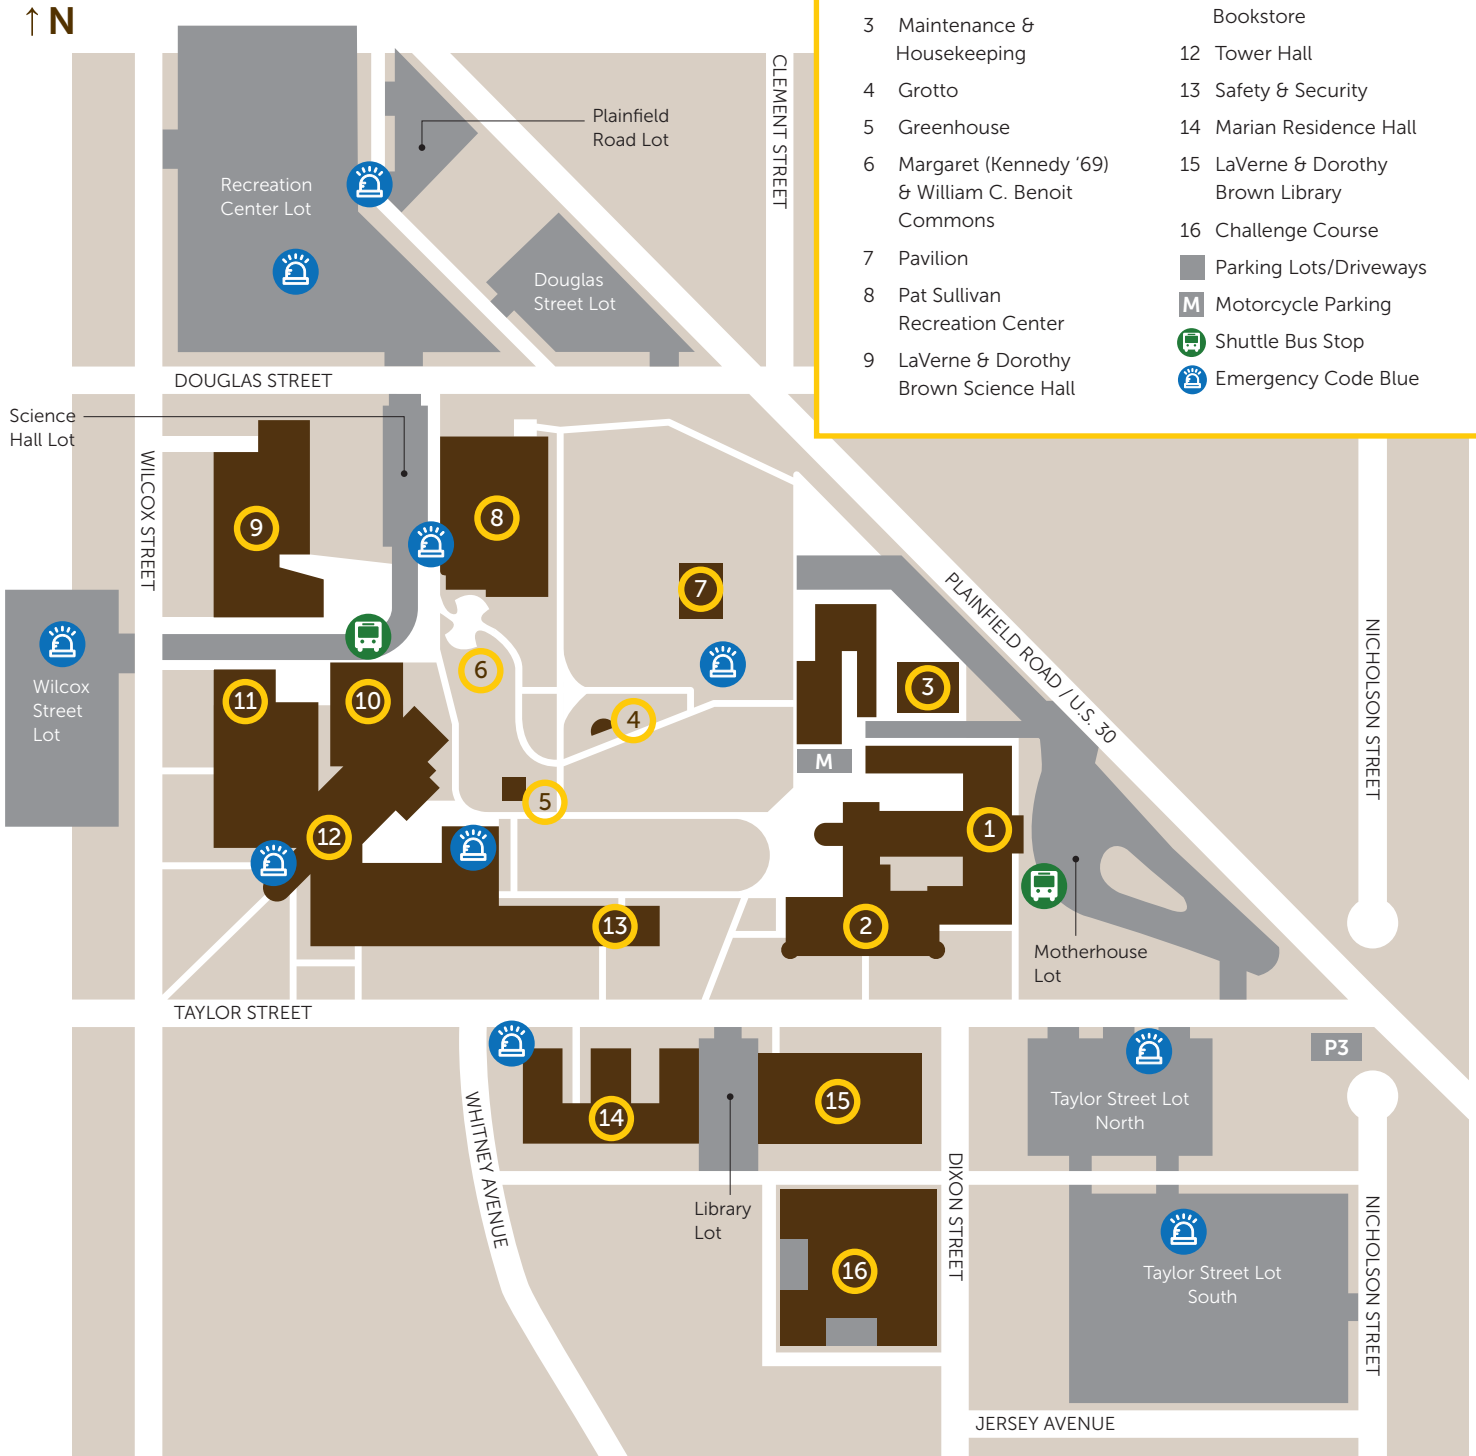 ↑ N
3 Maintenance &
Housekeeping
4 Grotto
5 Greenhouse
6 Margaret (Kennedy ’69)
& William C. Benoit
Commons
7 Pavilion
8 Pat Sullivan
Recreation Center
9 LaVerne & Dorothy
Brown Science Hall
Bookstore
12 Tower Hall
13 Safety & Security
14 Marian Residence Hall
15 LaVerne & Dorothy
Brown Library
16 Challenge Course
Parking Lots/Driveways
M Motorcycle Parking
Shuttle Bus Stop
Emergency Code Blue
CLEMENT STREET
Plainfield
Road Lot
Recreation
Center Lot
Douglas
Street Lot
DOUGLAS STREET
Science
Hall Lot
WILCOX STREET
9
8
7
PLAINFIELD ROAD / U.S. 30
NICHOLSON STREET
Wilcox
Street
Lot
6
11
10
4
3
M
5
12
1
13
2
Motherhouse
Lot
TAYLOR STREET
P3
WHITNEY AVENUE
14
15
Taylor Street Lot
North
DIXON STREET
Library
Lot
16
Taylor Street Lot
South
NICHOLSON STREET
JERSEY AVENUE